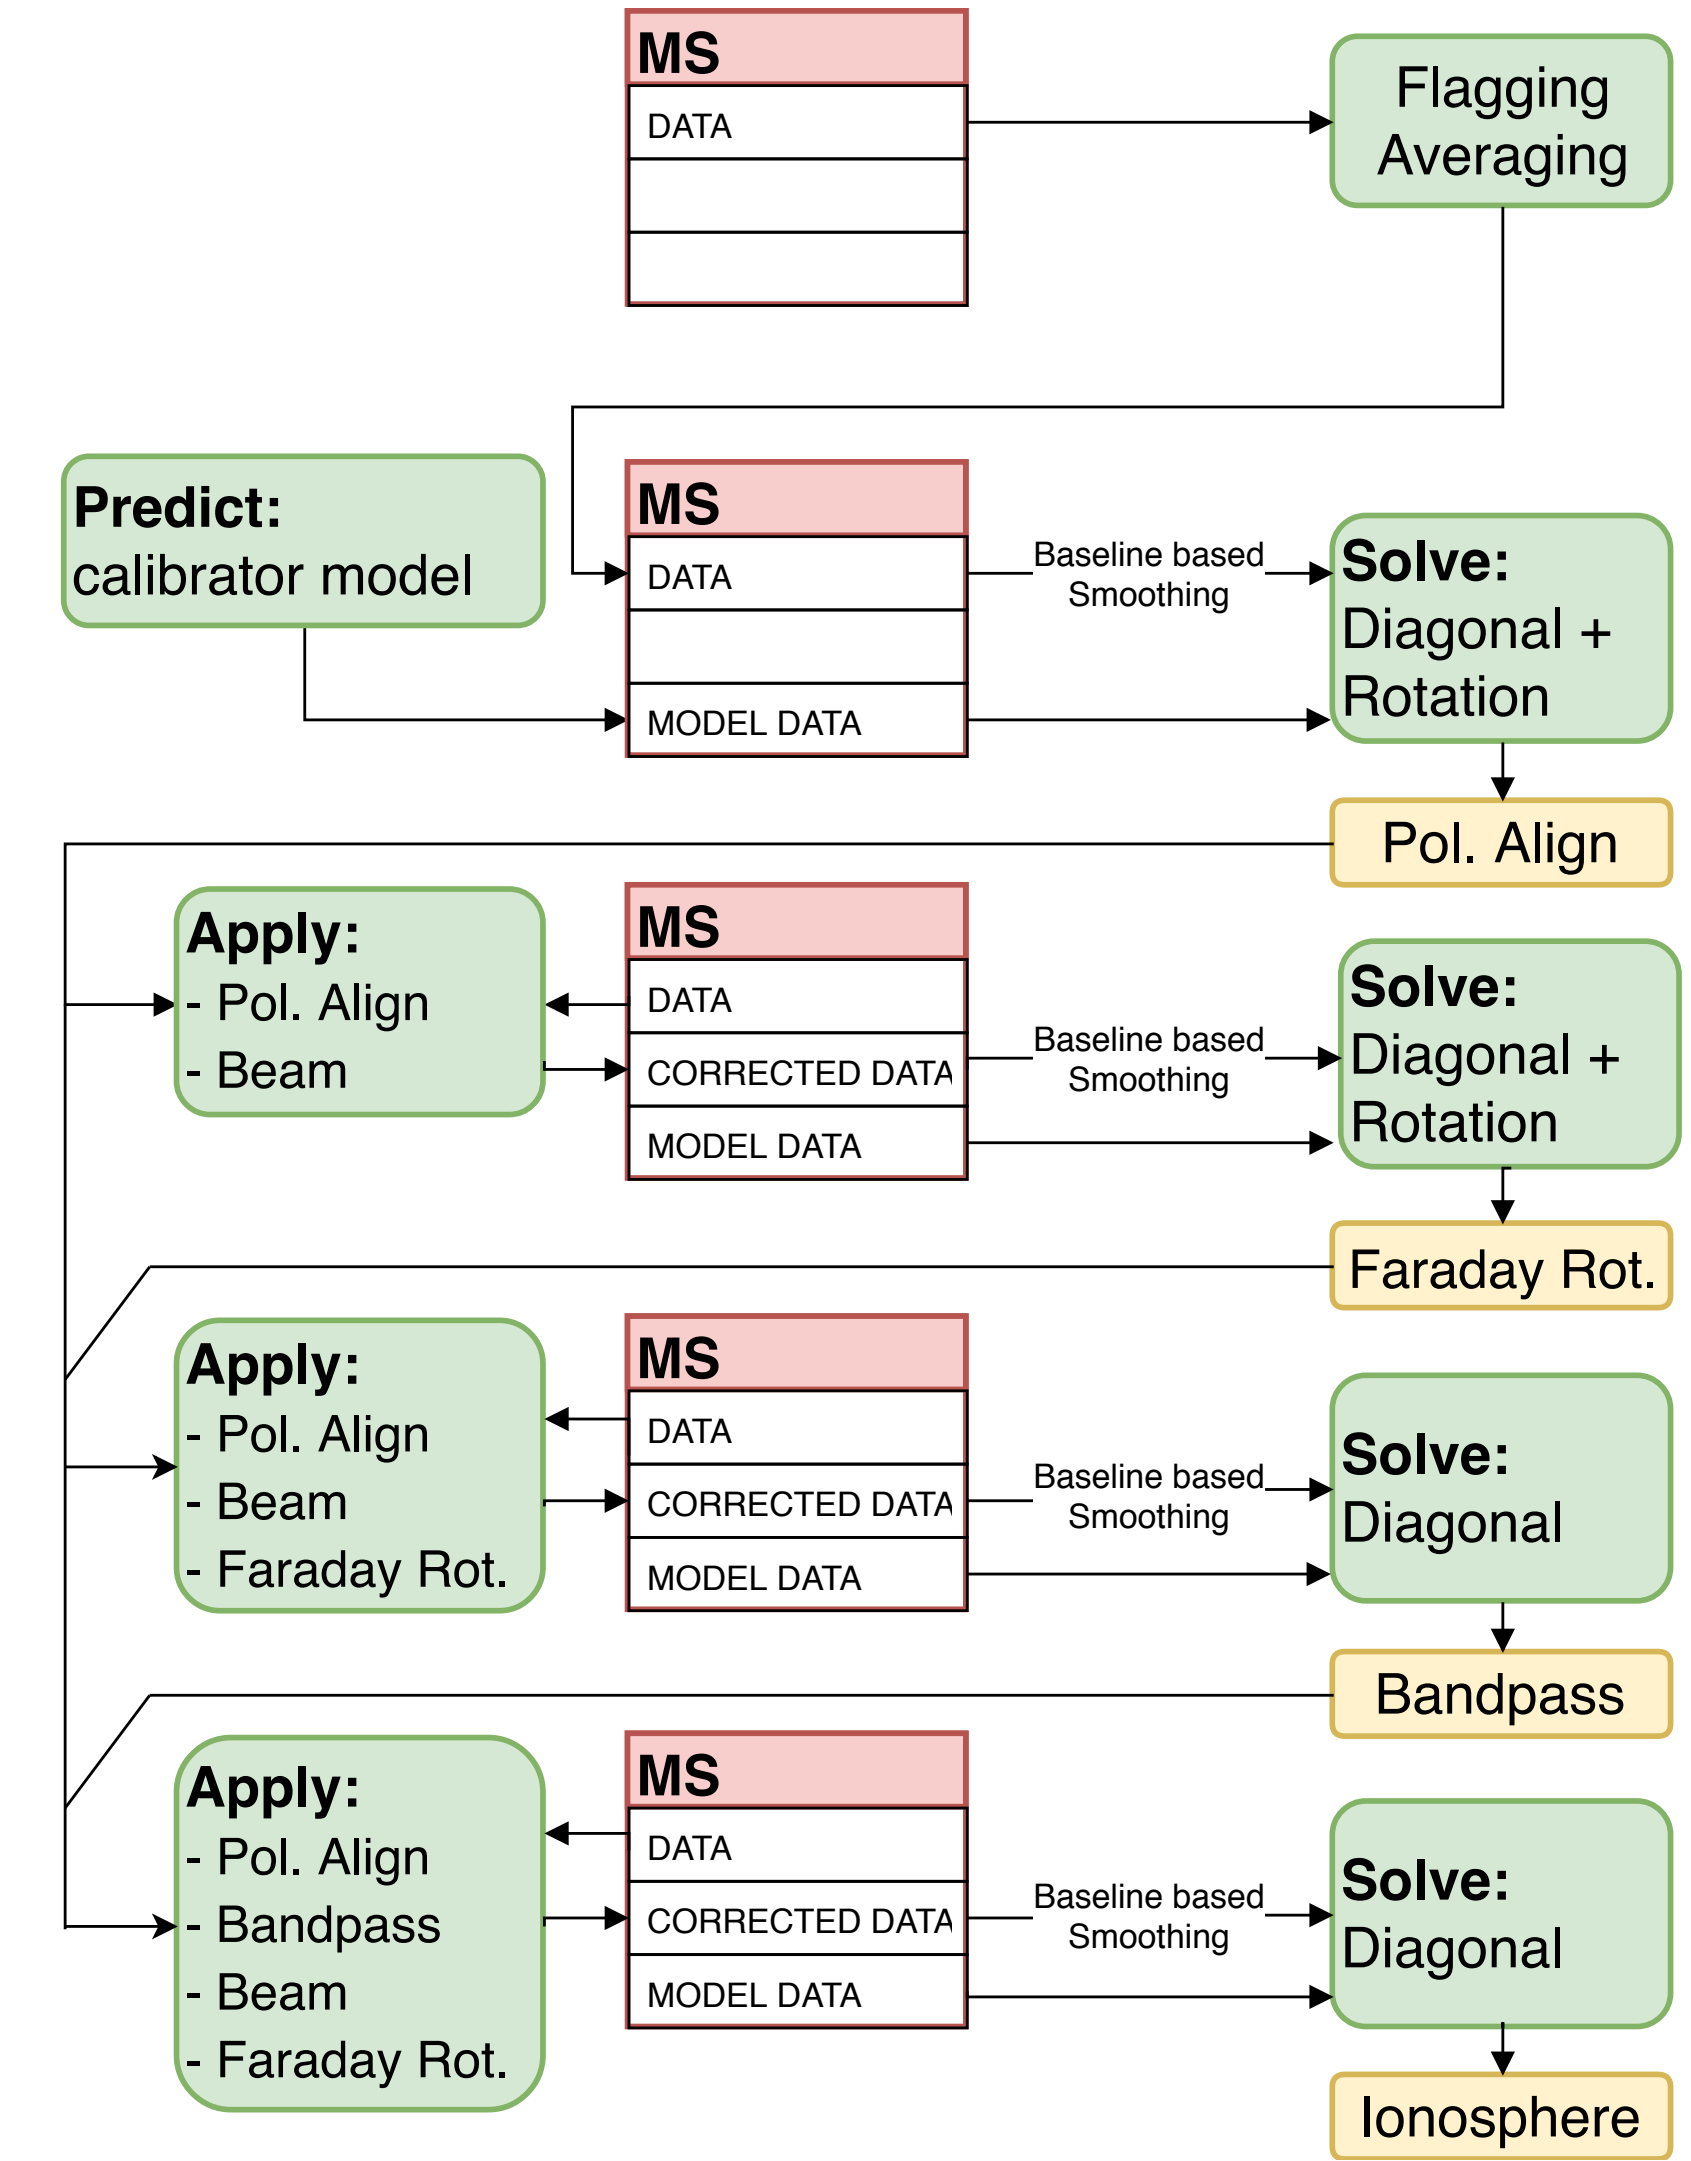 MS
DATA
Flagging
Averaging
Predict:
calibrator model
MS
DATA
MODEL DATA
Baseline based
Smoothing
Solve:
Diagonal +
Rotation
Pol. Align
Apply:
- Pol. Align
- Beam
MS
DATA
CORRECTED DATA
MODEL DATA
Baseline based
Smoothing
Solve:
Diagonal +
Rotation
Faraday Rot.
Apply:
- Pol. Align
- Beam
- Faraday Rot.
MS
DATA
CORRECTED DATA
MODEL DATA
Baseline based
Smoothing
Solve:
Diagonal
Bandpass
Apply:
- Pol. Align
- Bandpass
- Beam
- Faraday Rot.
MS
DATA
CORRECTED DATA
MODEL DATA
Baseline based
Smoothing
Solve:
Diagonal
Ionosphere